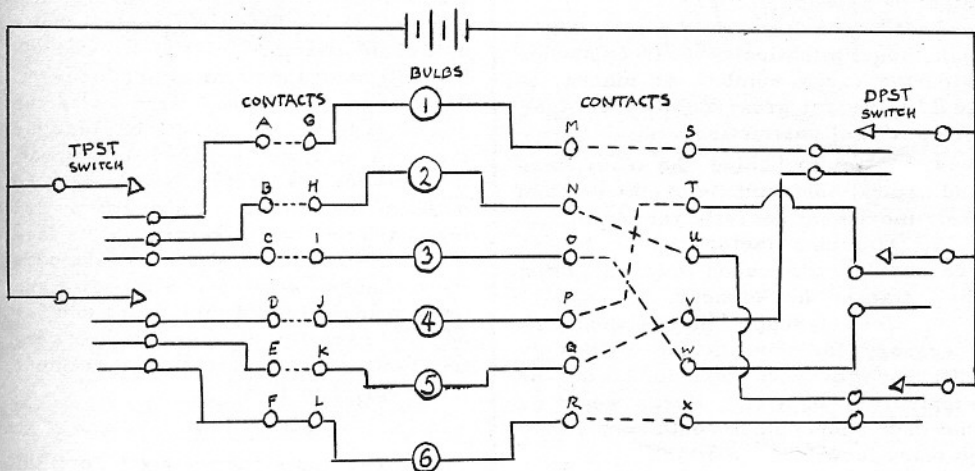 BULBS
CONTACTS
CONTACTS
DPST
SWITCH
TPST
SWITCH
A G
1
M
S
B H
2
N
T
C I
3
O
U
D J
4
P
V
E K
5
Q
W
F L
6
R
X